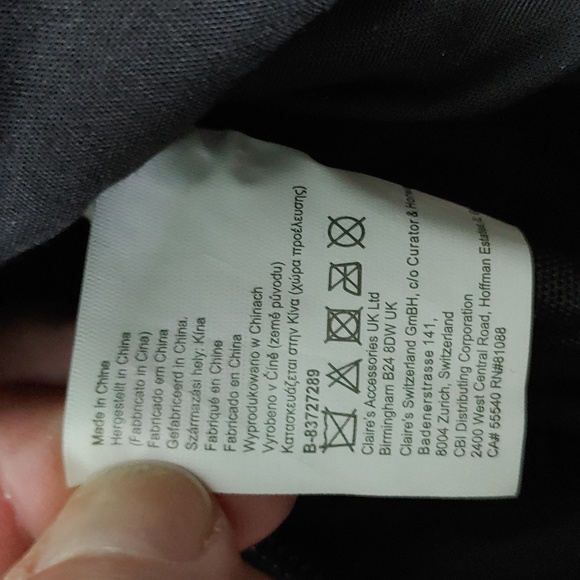 Made in China
Hergestellt in China
(Fabbricato in Cina)
Fabricado em China
Gefabriceerd in China.
Származási hely: Kína
Fabriqué en Chine
Fabricado en China
Wyprodukowano w Chinach
Vyrobeno v Číně (země původu)
Κατασκευάζεται στην Κίνα (χώρα προέλευσης)
B-83727289
Claire's Accessories UK Ltd
Birmingham B24 8DW UK
Claire's Switzerland GmBH, c/o Curator &
Badenerstrasse 141,
8004 Zurich, Switzerland
CBI Distributing Corporation
2400 West Central Road, Hoffman Estates
CA# 55540 RN#81088